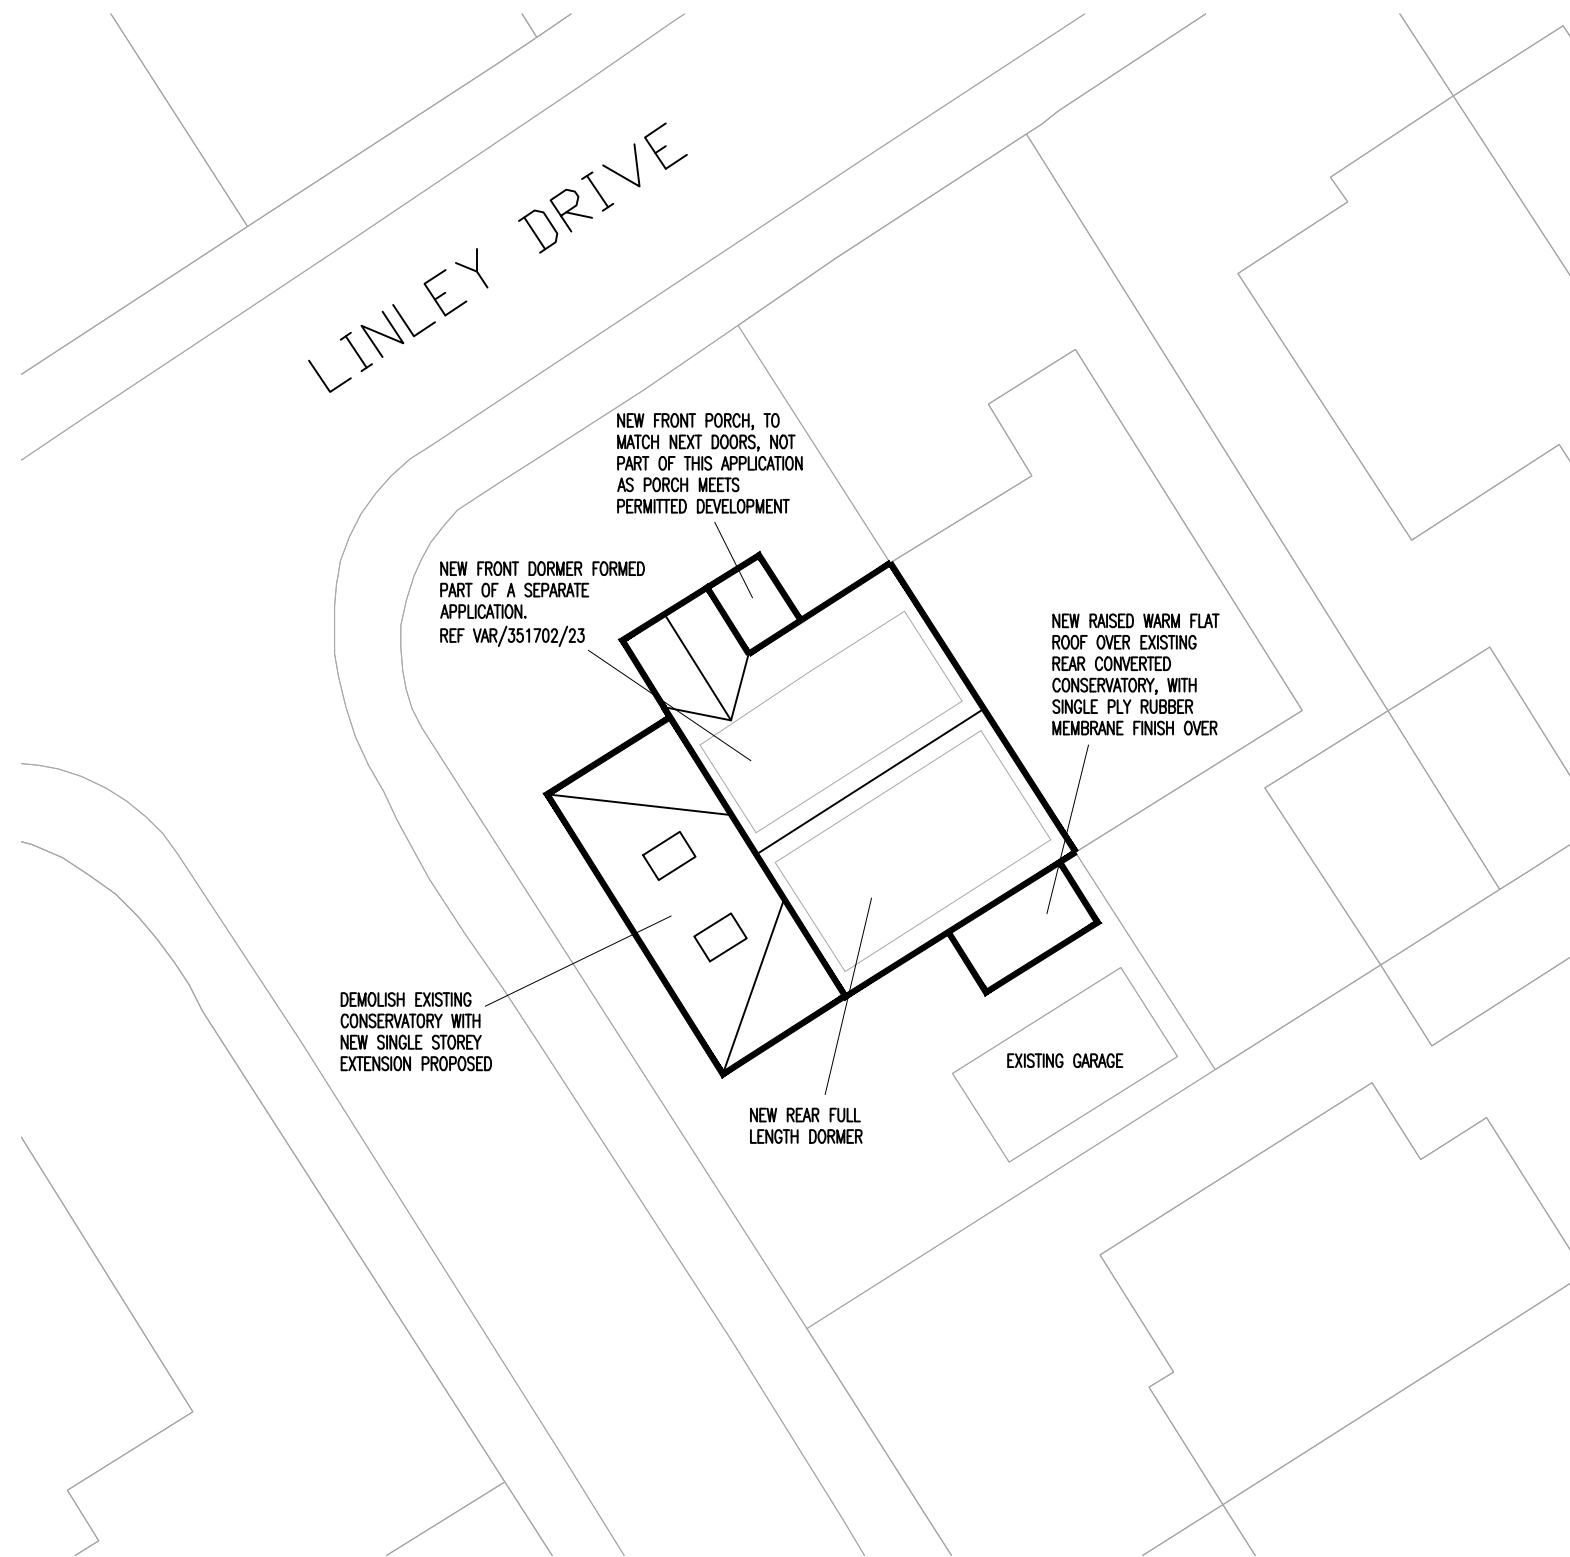 LINLEY DRIVE
NEW FRONT PORCH, TO
MATCH NEXT DOORS, NOT
PART OF THIS APPLICATION
AS PORCH MEETS
PERMITTED DEVELOPMENT
NEW FRONT DORMER FORMED
PART OF A SEPARATE
APPLICATION.
REF VAR/351702/23
NEW RAISED WARM FLAT
ROOF OVER EXISTING
REAR CONVERTED
CONSERVATORY, WITH
SINGLE PLY RUBBER
MEMBRANE FINISH OVER
DEMOLISH EXISTING
CONSERVATORY WITH
NEW SINGLE STOREY
EXTENSION PROPOSED
EXISTING GARAGE
NEW REAR FULL
LENGTH DORMER